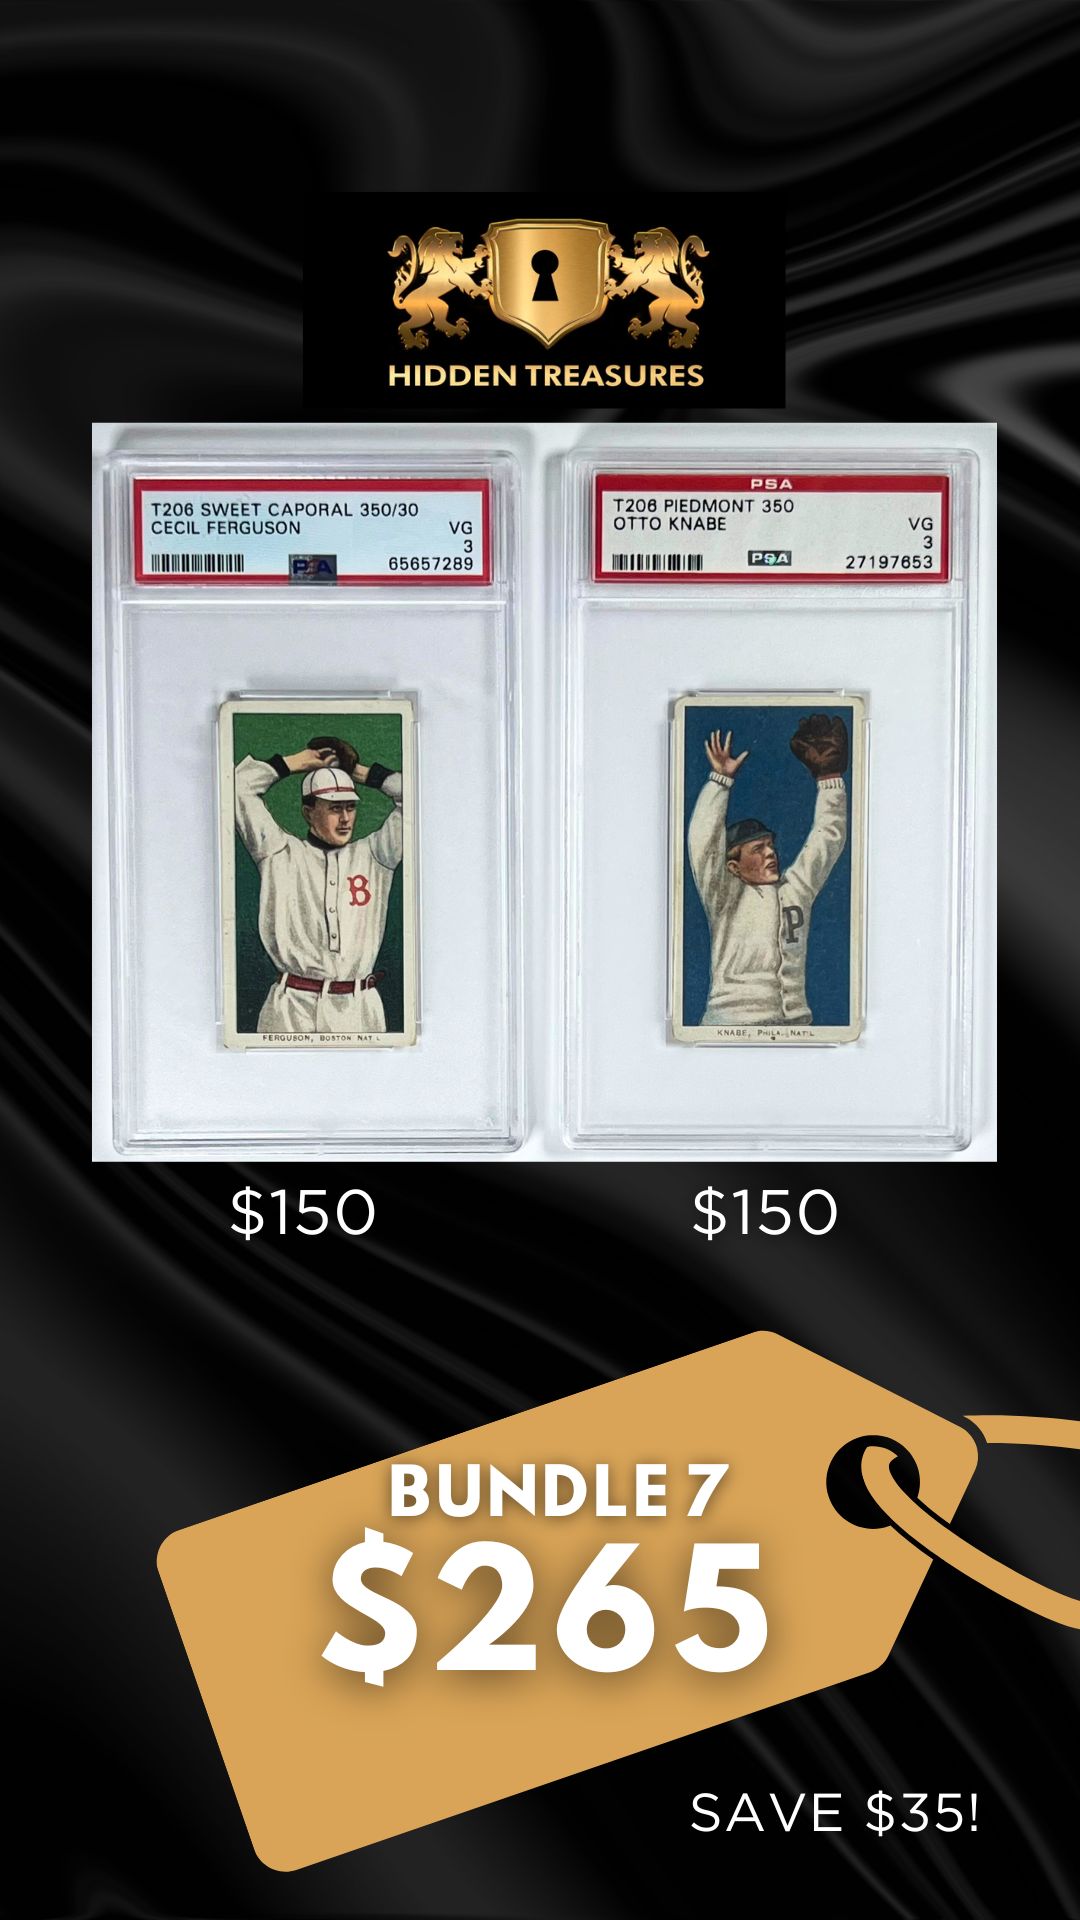 HIDDEN TREASURES
T206 SWEET CAPORAL 350/30
CECIL FERGUSON
VG
3
PSA
65657289
PSA
T206 PIEDMONT 350
OTTO KNABE
VG
3
PSA
27197653
B
P
FERGUSON, BOSTON NAT'L
KNABE, PHILA. NAT'L
$150
$150
BUNDLE 7
$265
SAVE $35!